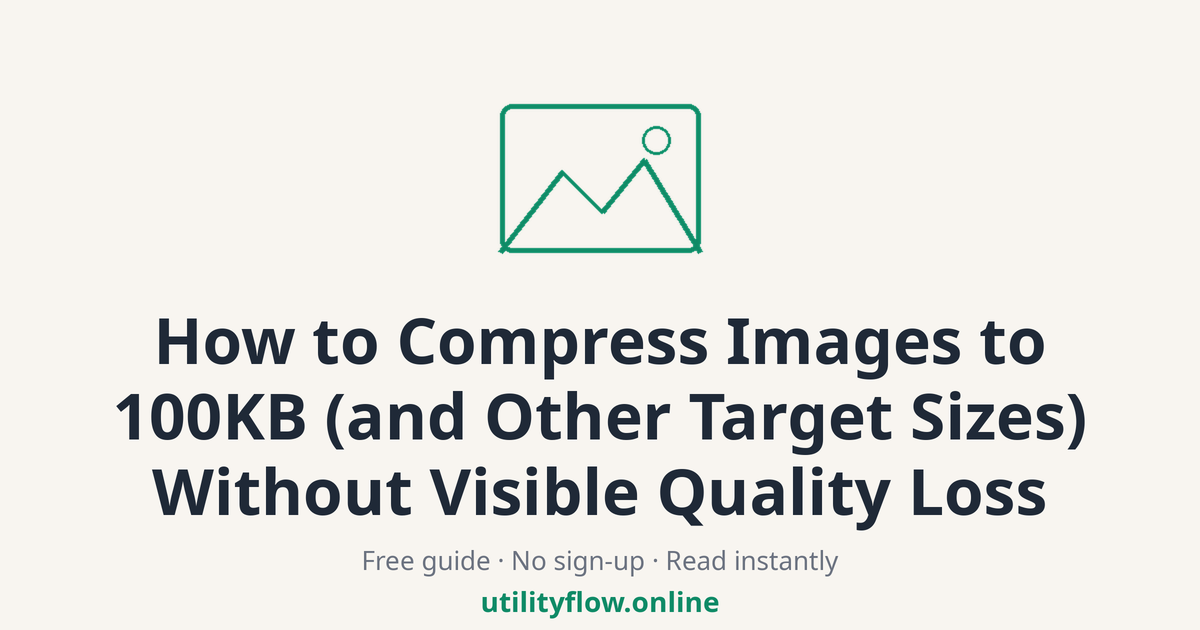 How to Compress Images to
100KB (and Other Target Sizes)
Without Visible Quality Loss
Free guide · No sign-up · Read instantly
utilityflow.online